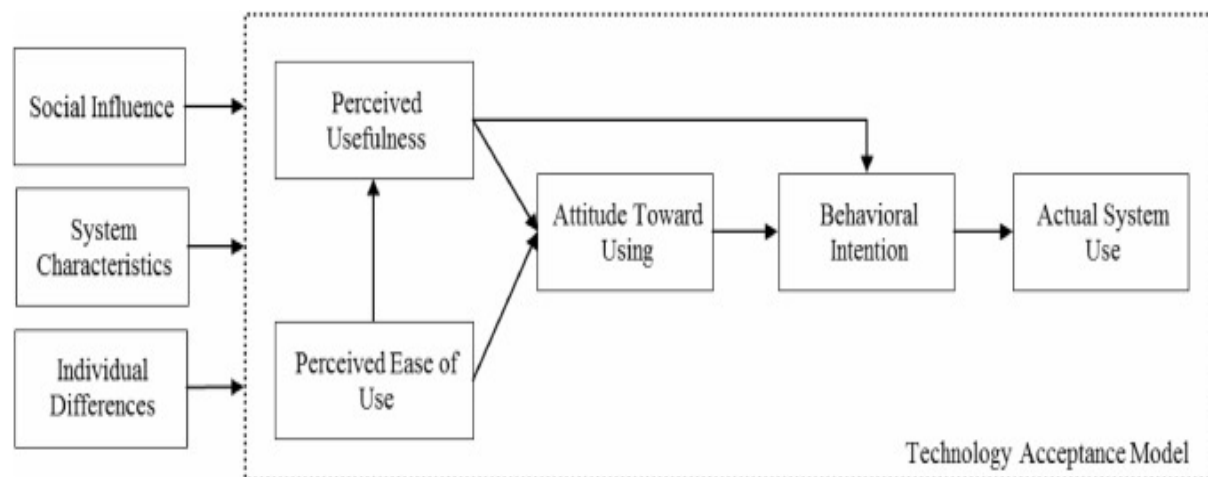 Social Influence
System
Characteristics
Individual
Differences
Perceived
Usefulness
Perceived Ease of
Use
Attitude Toward
Using
Behavioral
Intention
Actual System
Use
Technology Acceptance Model